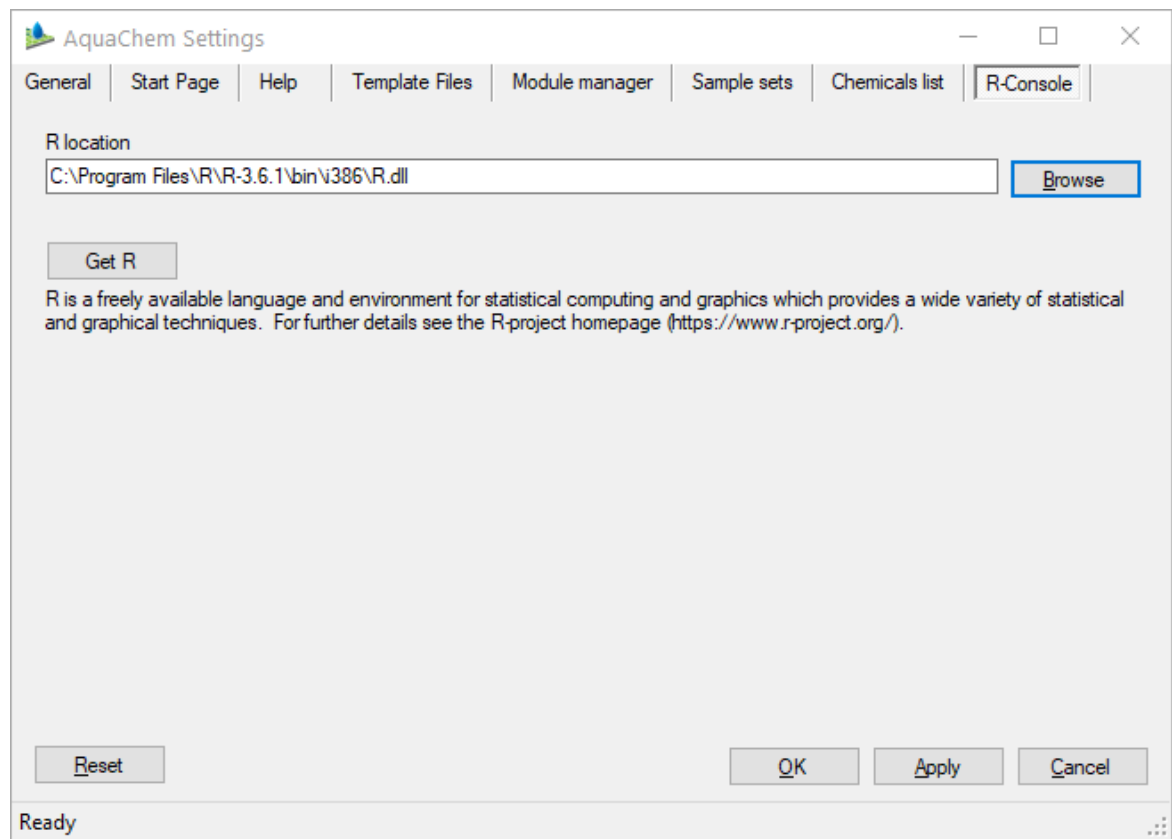 AquaChem Settings
General Start Page Help Template Files Module manager Sample sets Chemicals list R-Console
R location
C:\Program Files\R\R-3.6.1\bin\i386\R.dll
Browse
Get R
R is a freely available language and environment for statistical computing and graphics which provides a wide variety of statistical
and graphical techniques.  For further details see the R-project homepage (https://www.r-project.org/).
Reset OK Apply Cancel
Ready